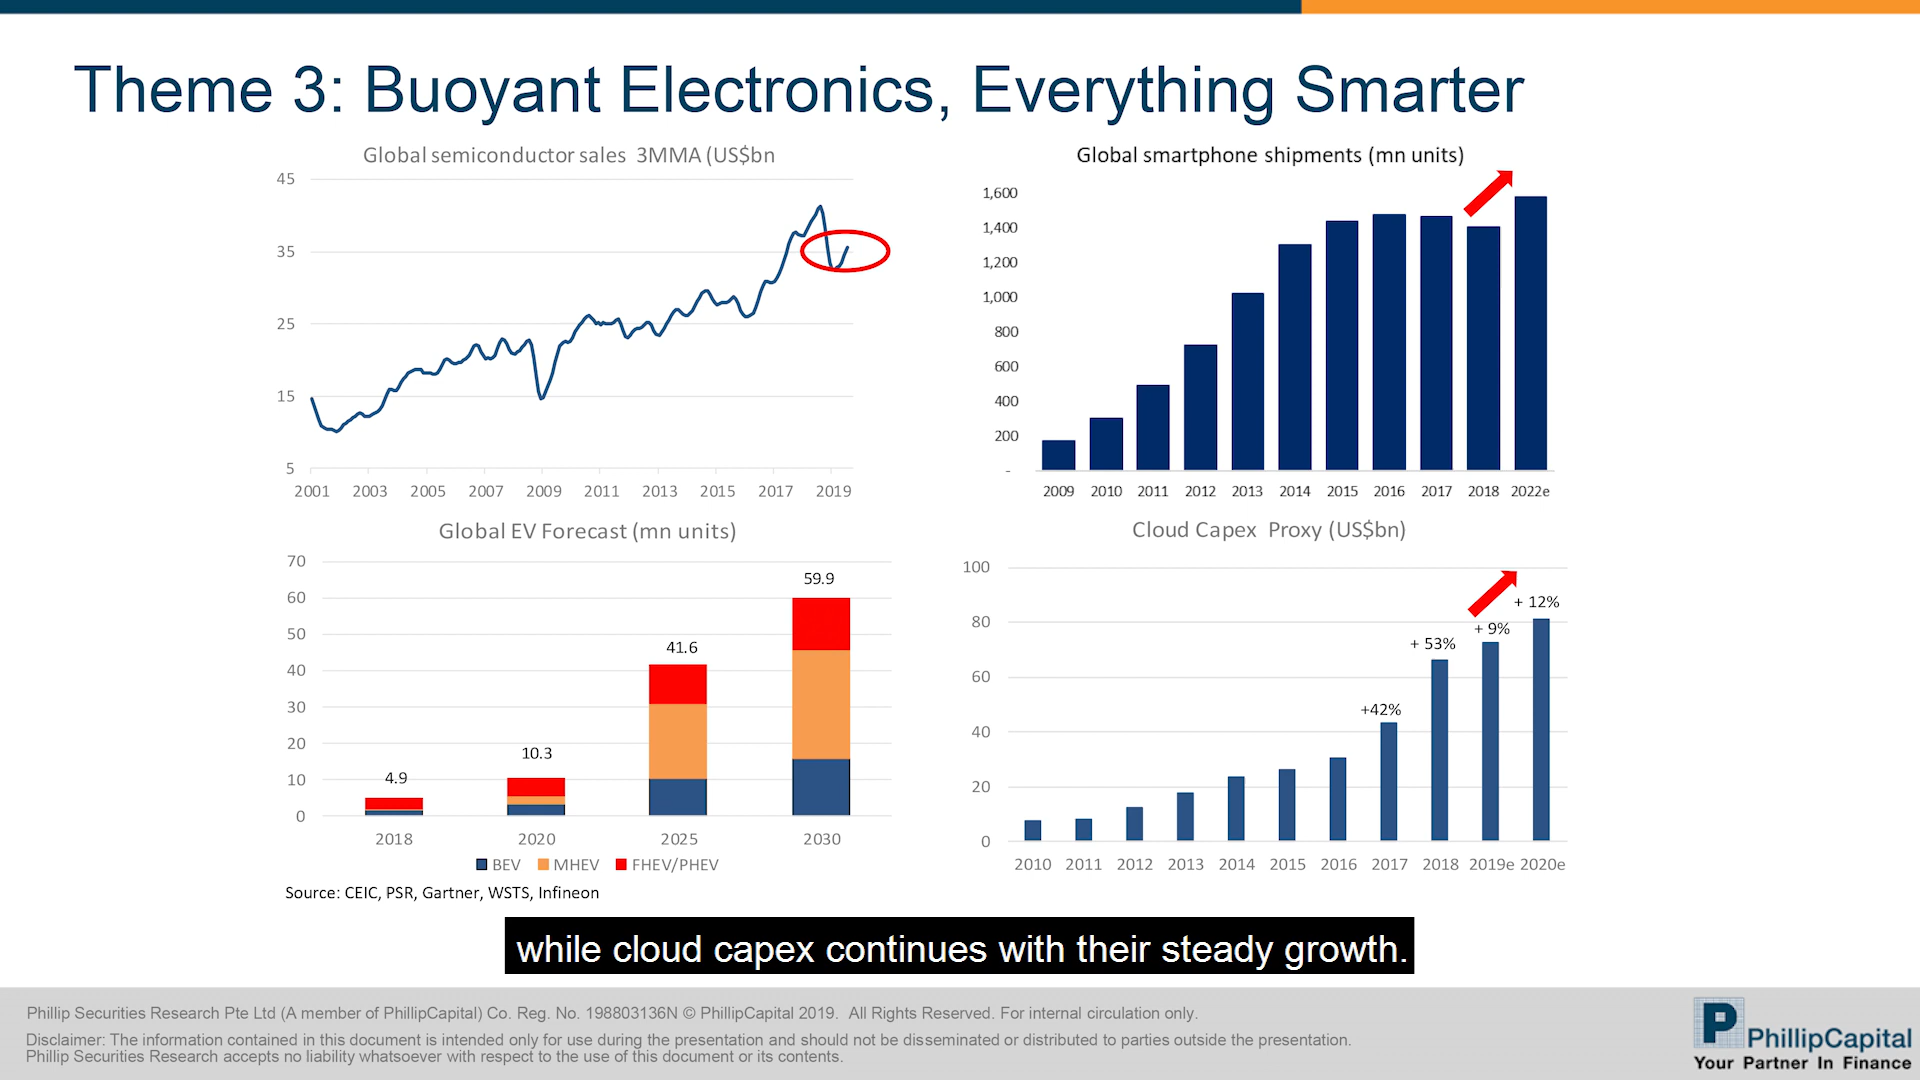 Theme 3: Buoyant Electronics, Everything Smarter
Global semiconductor sales 3MMA (US$bn
45
35
25
15
5
2001 2003 2005 2007 2009 2011 2013 2015 2017 2019
Global smartphone shipments (mn units)
1,600
1,400
1,200
1,000
800
600
400
200
-
2009 2010 2011 2012 2013 2014 2015 2016 2017 2018 2022e
Global EV Forecast (mn units)
70
60
50
40
30
20
10
0
4.9
10.3
41.6
59.9
2018 2020 2025 2030
BEV MHEV FHEV/PHEV
Source: CEIC, PSR, Gartner, WSTS, Infineon
Cloud Capex Proxy (US$bn)
100
80
60
40
20
0
+42%
+ 53%
+ 9%
+ 12%
2010 2011 2012 2013 2014 2015 2016 2017 2018 2019e 2020e
while cloud capex continues with their steady growth.
Phillip Securities Research Pte Ltd (A member of PhillipCapital) Co. Reg. No. 198803136N © PhillipCapital 2019. All Rights Reserved. For internal circulation only.
Disclaimer: The information contained in this document is intended only for use during the presentation and should not be disseminated or distributed to parties outside the presentation.
Phillip Securities Research accepts no liability whatsoever with respect to the use of this document or its contents.
PhillipCapital
Your Partner In Finance